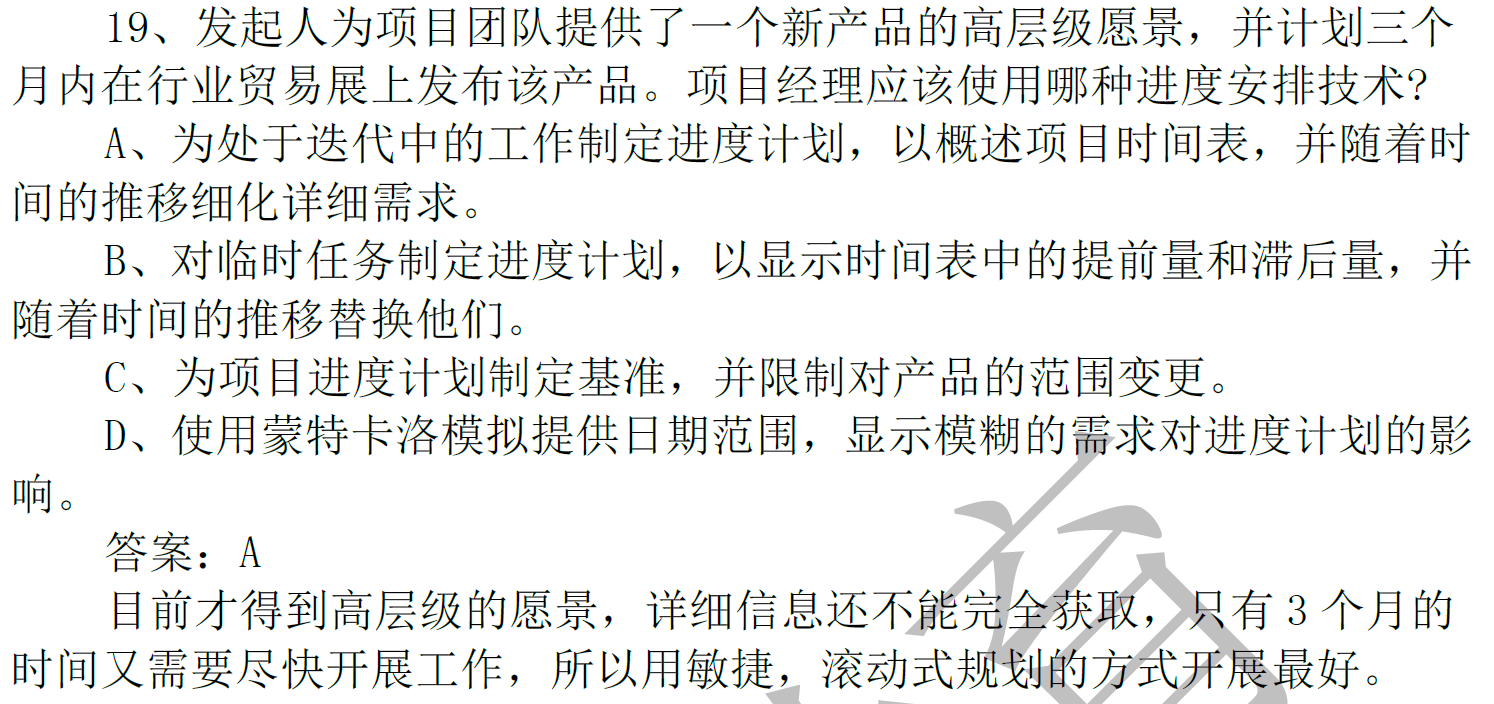 19、发起人为项目团队提供了一个新产品的高层级愿景，并计划三个
月内在行业贸易展上发布该产品。项目经理应该使用哪种进度安排技术?
A、为处于迭代中的工作制定进度计划，以概述项目时间表，并随着时
间的推移细化详细需求。
B、对临时任务制定进度计划，以显示时间表中的提前量和滞后量，并
随着时间的推移替换他们。
C、为项目进度计划制定基准，并限制对产品的范围变更。
D、使用蒙特卡洛模拟提供日期范围，显示模糊的需求对进度计划的影
响。
答案：A
目前才得到高层级的愿景，详细信息还不能完全获取，只有 3 个月的
时间又需要尽快开展工作，所以用敏捷，滚动式规划的方式开展最好。